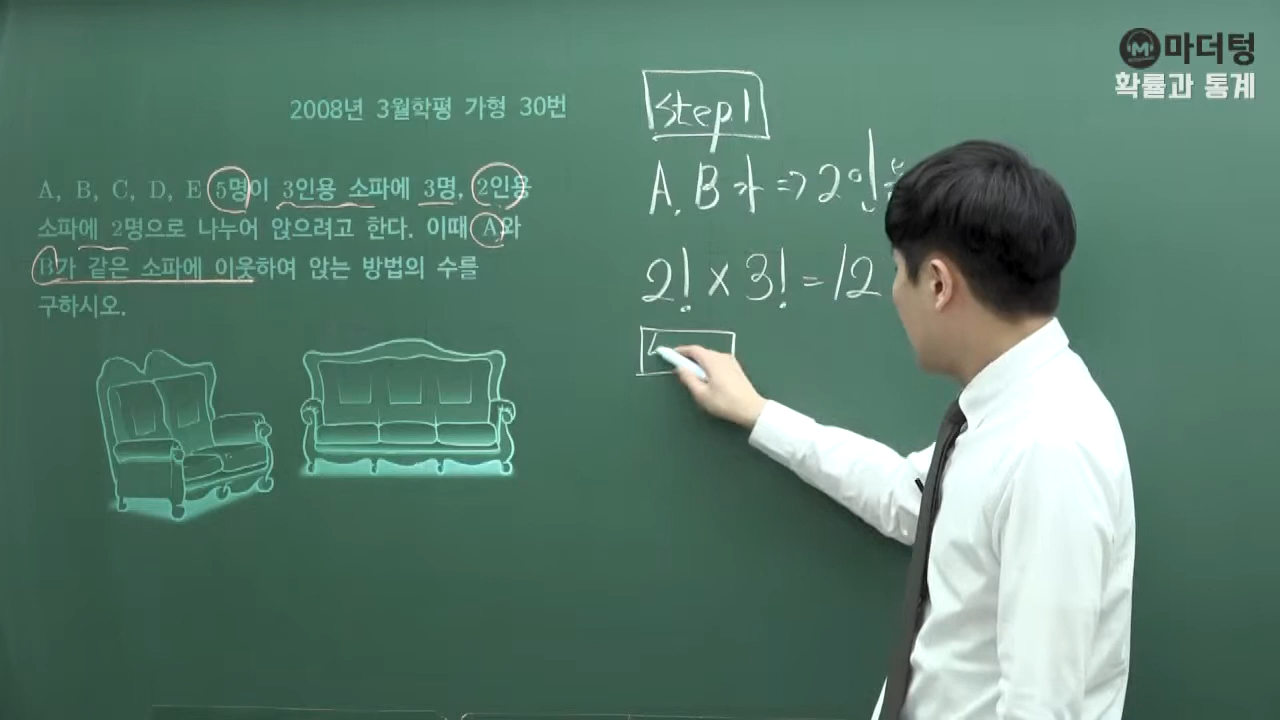 마더텅
확률과 통계
2008년 3월학평 가형 30번
A, B, C, D, E 5명이 3인용 소파에 3명, 2인용
소파에 2명으로 나누어 앉으려고 한다. 이때 A와
B가 같은 소파에 이웃하여 앉는 방법의 수를
구하시오.
Step 1
A, B가 => 2인
2! × 3! = 12